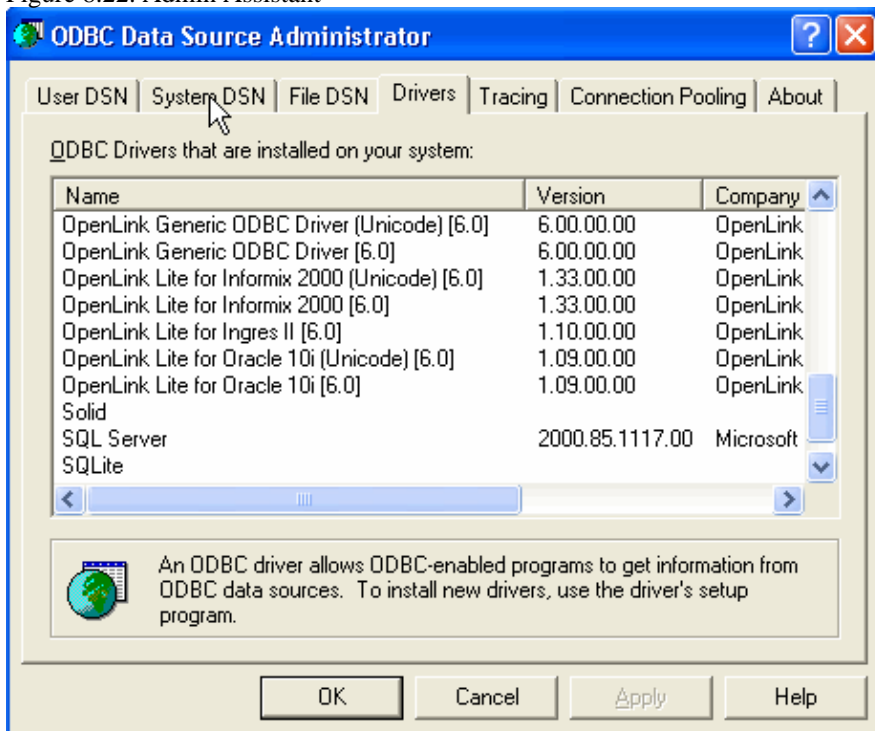 Figure 8.22. Admin Assistant
ODBC Data Source Administrator
User DSN System DSN File DSN Drivers Tracing Connection Pooling About
ODBC Drivers that are installed on your system:
Name Version Company
OpenLink Generic ODBC Driver (Unicode) [6.0] 6.00.00.00 OpenLink
OpenLink Generic ODBC Driver [6.0] 6.00.00.00 OpenLink
OpenLink Lite for Informix 2000 (Unicode) [6.0] 1.33.00.00 OpenLink
OpenLink Lite for Informix 2000 [6.0] 1.33.00.00 OpenLink
OpenLink Lite for Ingres II [6.0] 1.10.00.00 OpenLink
OpenLink Lite for Oracle 10i (Unicode) [6.0] 1.09.00.00 OpenLink
OpenLink Lite for Oracle 10i [6.0] 1.09.00.00 OpenLink
Solid
SQL Server 2000.85.1117.00 Microsoft
SQLite
An ODBC driver allows ODBC-enabled programs to get information from
ODBC data sources. To install new drivers, use the driver's setup
program.
OK Cancel Apply Help